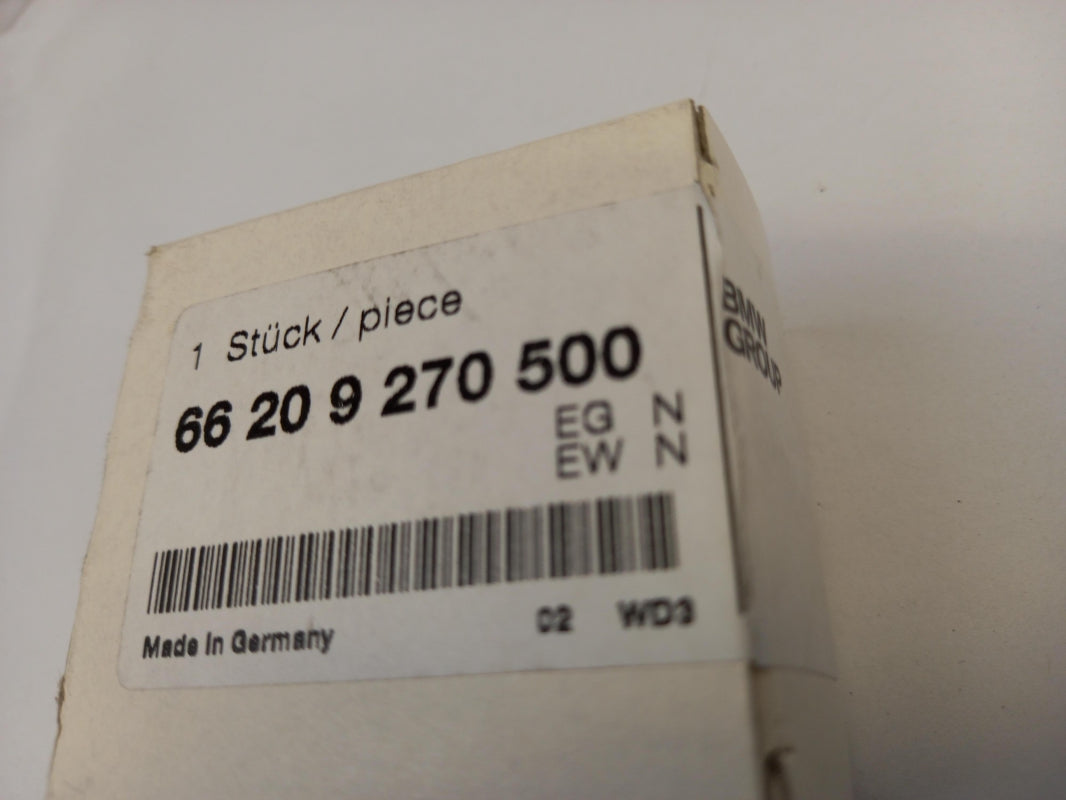 1 Stück / piece
66 20 9 270 500
EG N
EW N
Made In Germany 02 WD3
BMW
GROUP